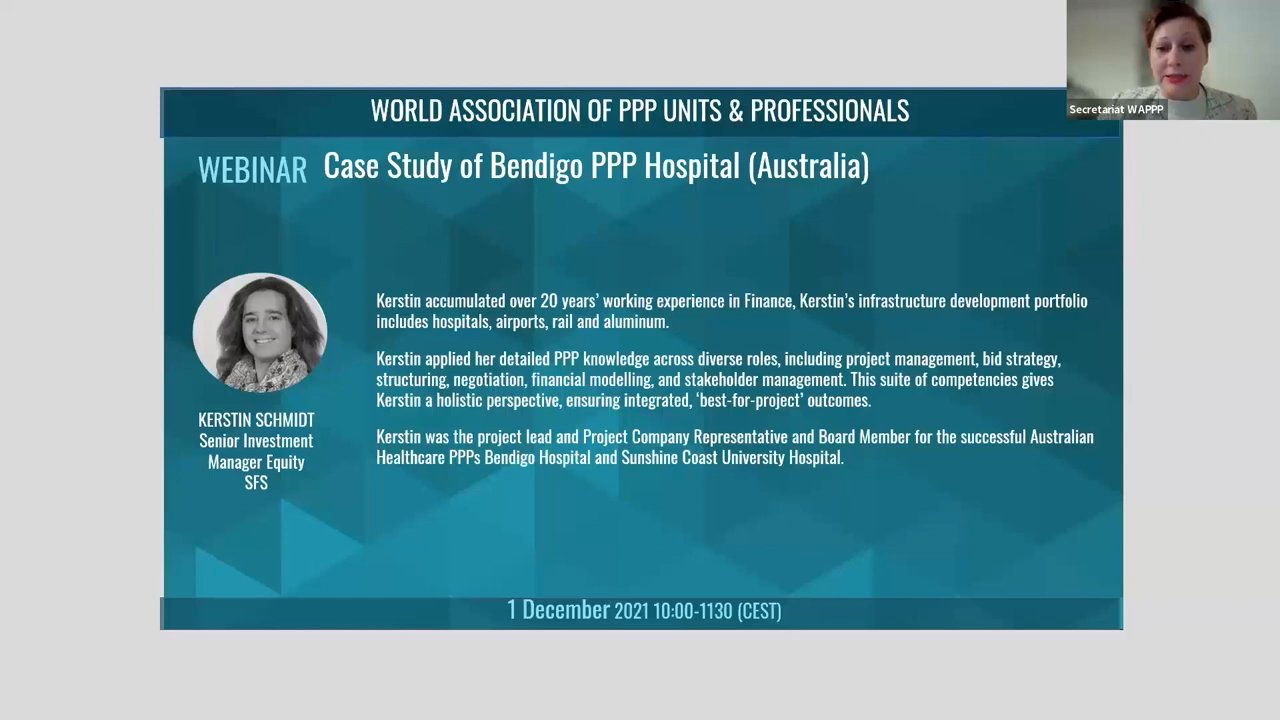 Secretariat WAPPP
WORLD ASSOCIATION OF PPP UNITS & PROFESSIONALS
WEBINAR Case Study of Bendigo PPP Hospital (Australia)
Kerstin accumulated over 20 years’ working experience in Finance, Kerstin’s infrastructure development portfolio
includes hospitals, airports, rail and aluminum.
Kerstin applied her detailed PPP knowledge across diverse roles, including project management, bid strategy,
structuring, negotiation, financial modelling, and stakeholder management. This suite of competencies gives
Kerstin a holistic perspective, ensuring integrated, ‘best-for-project’ outcomes.
Kerstin was the project lead and Project Company Representative and Board Member for the successful Australian
Healthcare PPPs Bendigo Hospital and Sunshine Coast University Hospital.
KERSTIN SCHMIDT
Senior Investment
Manager Equity
SFS
1 December 2021 10:00-1130 (CEST)